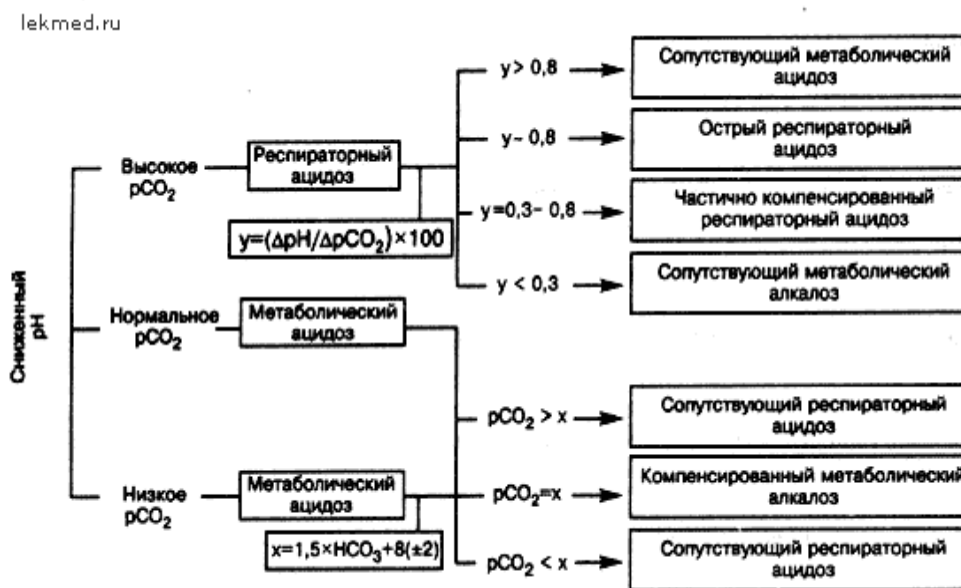 lekmed.ru
Сниженный
pH
Высокое
pCO₂
Респираторный
ацидоз
y=(ΔpH/ΔpCO₂)×100
y> 0,8
Сопутствующий метаболический
ацидоз
y– 0,8
Острый респираторный
ацидоз
y=0,3– 0,8
Частично компенсированный
респираторный ацидоз
y < 0,3
Сопутствующий метаболический
алкалоз
Нормальное
pCO₂
Метаболический
ацидоз
Низкое
pCO₂
Метаболический
ацидоз
x=1,5×HCO₃+8(±2)
pCO₂ > x
Сопутствующий респираторный
ацидоз
pCO₂=x
Компенсированный метаболический
алкалоз
pCO₂ < x
Сопутствующий респираторный
ацидоз